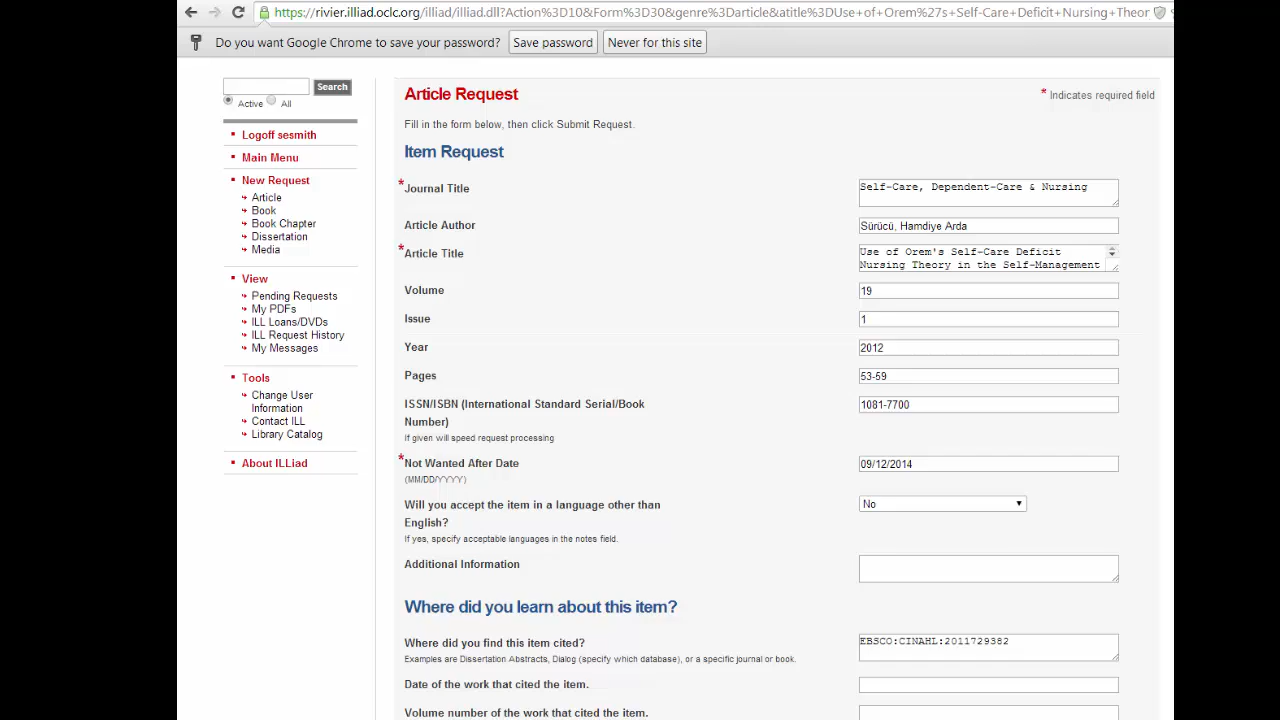 https://rivier.illiad.oclc.org/illiad/illiad.dll?Action%3D10&Form%3D30&genre%3Darticle&atitle%3DUse+of+Orem%27s+Self-Care+Deficit+Nursing+Theor
Do you want Google Chrome to save your password? Save password Never for this site
Search
Active All
Logoff sesmith
Main Menu
New Request
Article
Book
Book Chapter
Dissertation
Media
View
Pending Requests
My PDFs
ILL Loans/DVDs
ILL Request History
My Messages
Tools
Change User
Information
Contact ILL
Library Catalog
About ILLiad
Article Request
* Indicates required field
Fill in the form below, then click Submit Request.
Item Request
*Journal Title
Self-Care, Dependent-Care & Nursing
Article Author
Sürücü, Hamdiye Arda
*Article Title
Use of Orem's Self-Care Deficit
Nursing Theory in the Self-Management
Volume
19
Issue
1
Year
2012
Pages
53-59
ISSN/ISBN (International Standard Serial/Book
Number)
1081-7700
If given will speed request processing
*Not Wanted After Date
09/12/2014
(MM/DD/YYYY)
Will you accept the item in a language other than
English?
No
If yes, specify acceptable languages in the notes field.
Additional Information
Where did you learn about this item?
Where did you find this item cited?
EBSCO:CINAHL:2011729382
Examples are Dissertation Abstracts, Dialog (specify which database), or a specific journal or book.
Date of the work that cited the item.
Volume number of the work that cited the item.